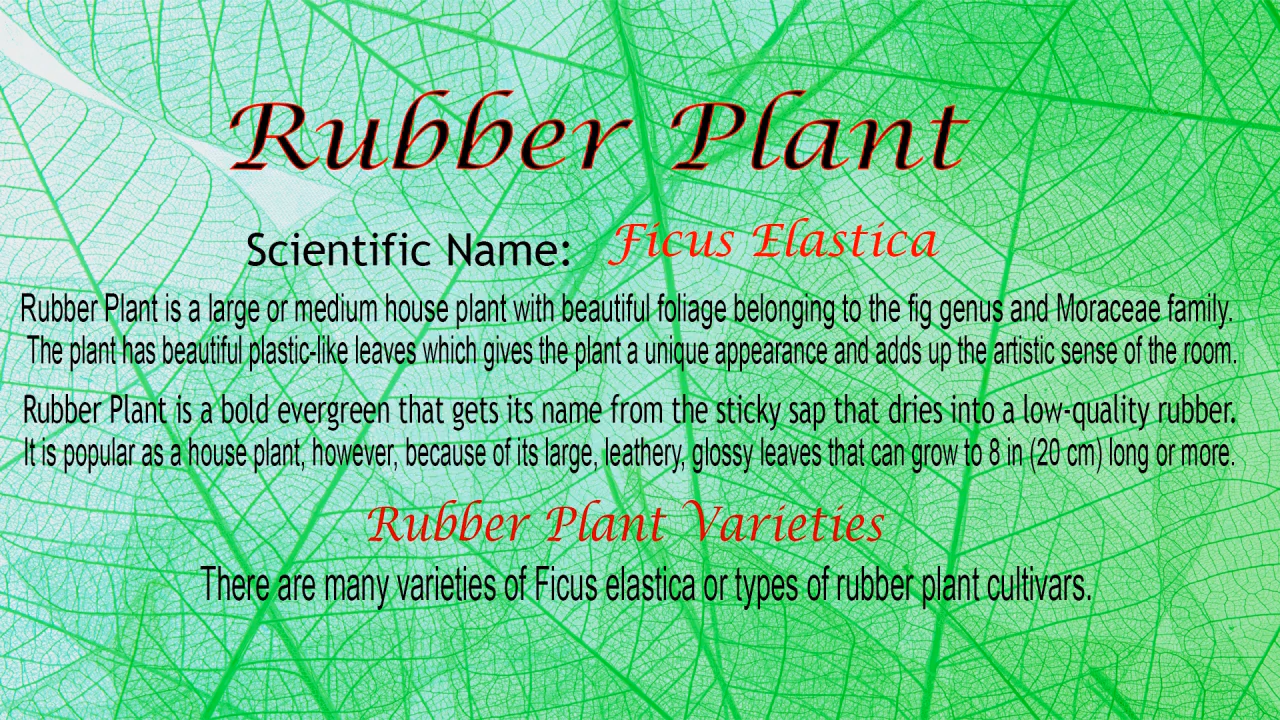 Rubber Plant
Scientific Name: Ficus Elastica
Rubber Plant is a large or medium house plant with beautiful foliage belonging to the fig genus and Moraceae family.
The plant has beautiful plastic-like leaves which gives the plant a unique appearance and adds up the artistic sense of the room.
Rubber Plant is a bold evergreen that gets its name from the sticky sap that dries into a low-quality rubber.
It is popular as a house plant, however, because of its large, leathery, glossy leaves that can grow to 8 in (20 cm) long or more.
Rubber Plant Varieties
There are many varieties of Ficus elastica or types of rubber plant cultivars.